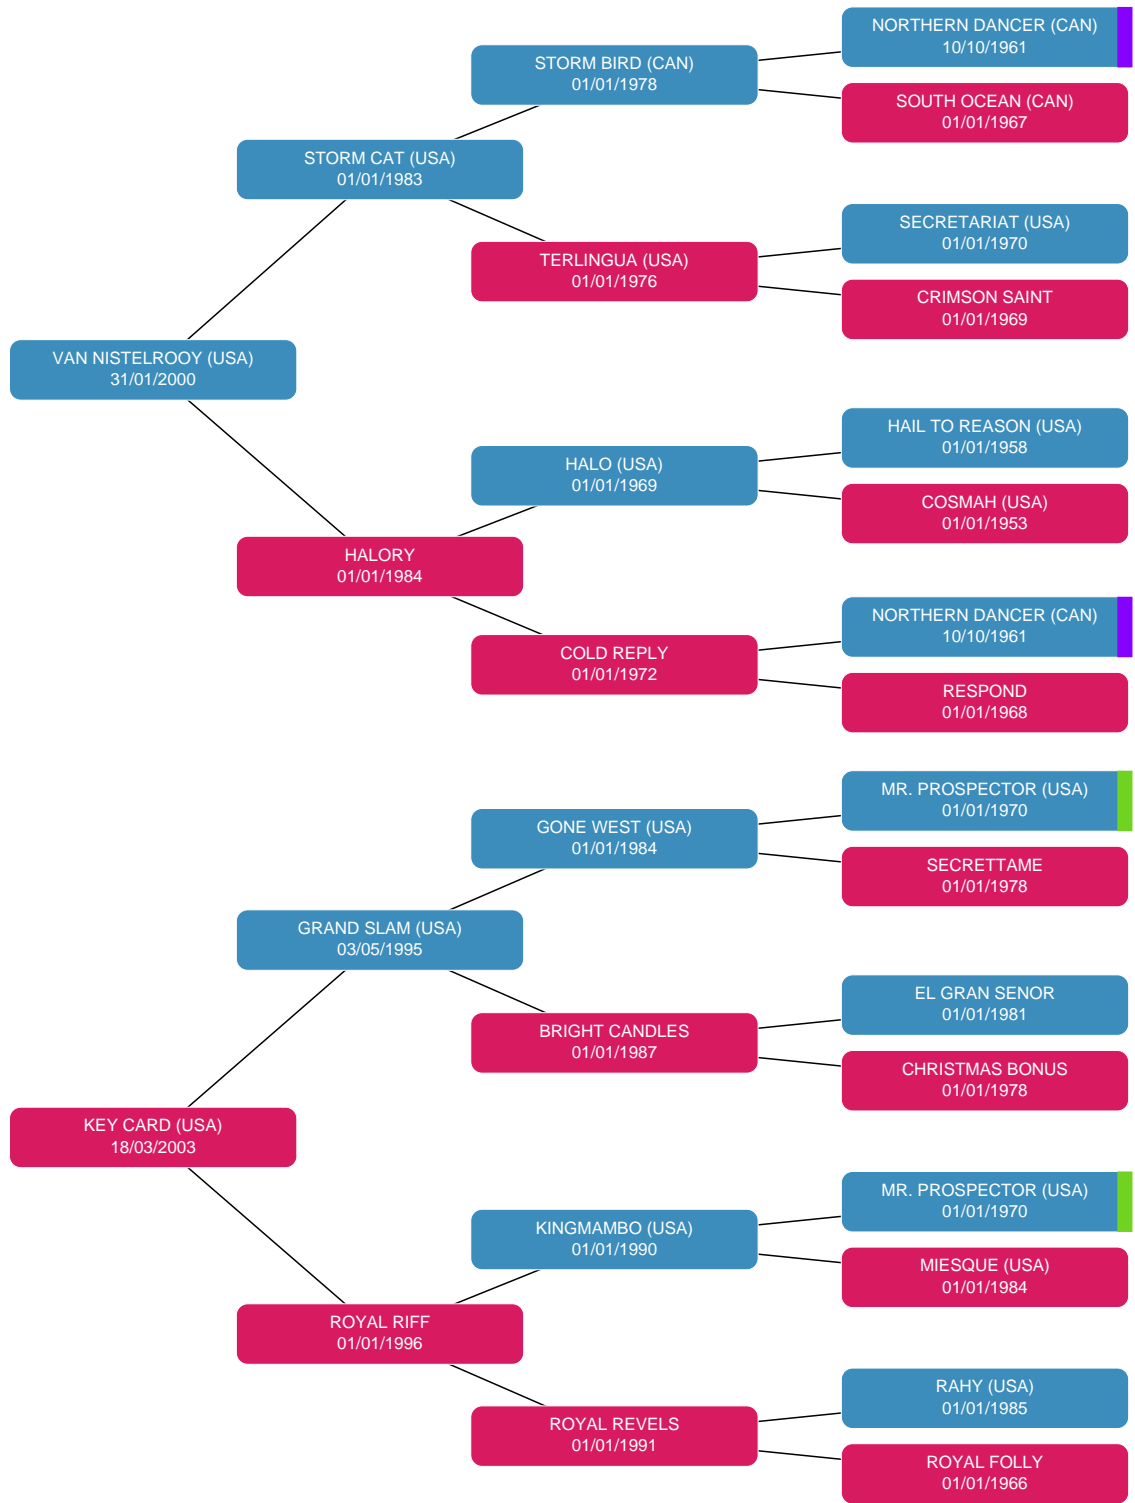 NORTHERN DANCER (CAN)
10/10/1961
STORM BIRD (CAN)
01/01/1978
SOUTH OCEAN (CAN)
01/01/1967
STORM CAT (USA)
01/01/1983
SECRETARIAT (USA)
01/01/1970
TERLINGUA (USA)
01/01/1976
CRIMSON SAINT
01/01/1969
VAN NISTELROOY (USA)
31/01/2000
HAIL TO REASON (USA)
01/01/1958
HALO (USA)
01/01/1969
COSMAH (USA)
01/01/1953
HALORY
01/01/1984
NORTHERN DANCER (CAN)
10/10/1961
COLD REPLY
01/01/1972
RESPOND
01/01/1968
MR. PROSPECTOR (USA)
01/01/1970
GONE WEST (USA)
01/01/1984
SECRETTAME
01/01/1978
GRAND SLAM (USA)
03/05/1995
EL GRAN SENOR
01/01/1981
BRIGHT CANDLES
01/01/1987
CHRISTMAS BONUS
01/01/1978
KEY CARD (USA)
18/03/2003
MR. PROSPECTOR (USA)
01/01/1970
KINGMAMBO (USA)
01/01/1990
MIESQUE (USA)
01/01/1984
ROYAL RIFF
01/01/1996
RAHY (USA)
01/01/1985
ROYAL REVELS
01/01/1991
ROYAL FOLLY
01/01/1966